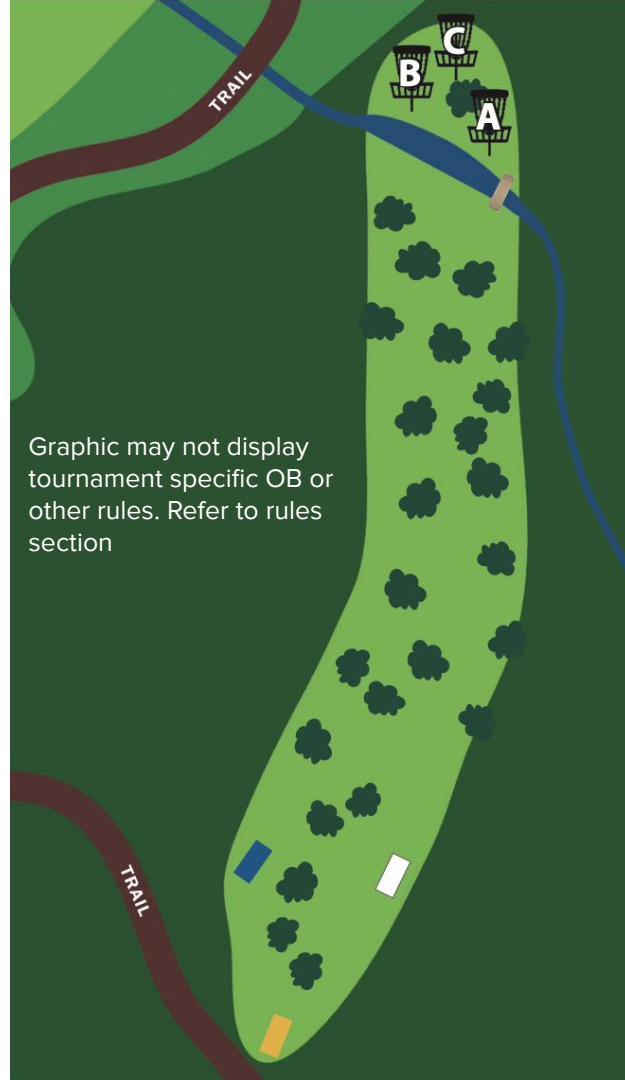 C
B
A
TRAIL
Graphic may not display
tournament specific OB or
other rules. Refer to rules
section
TRAIL